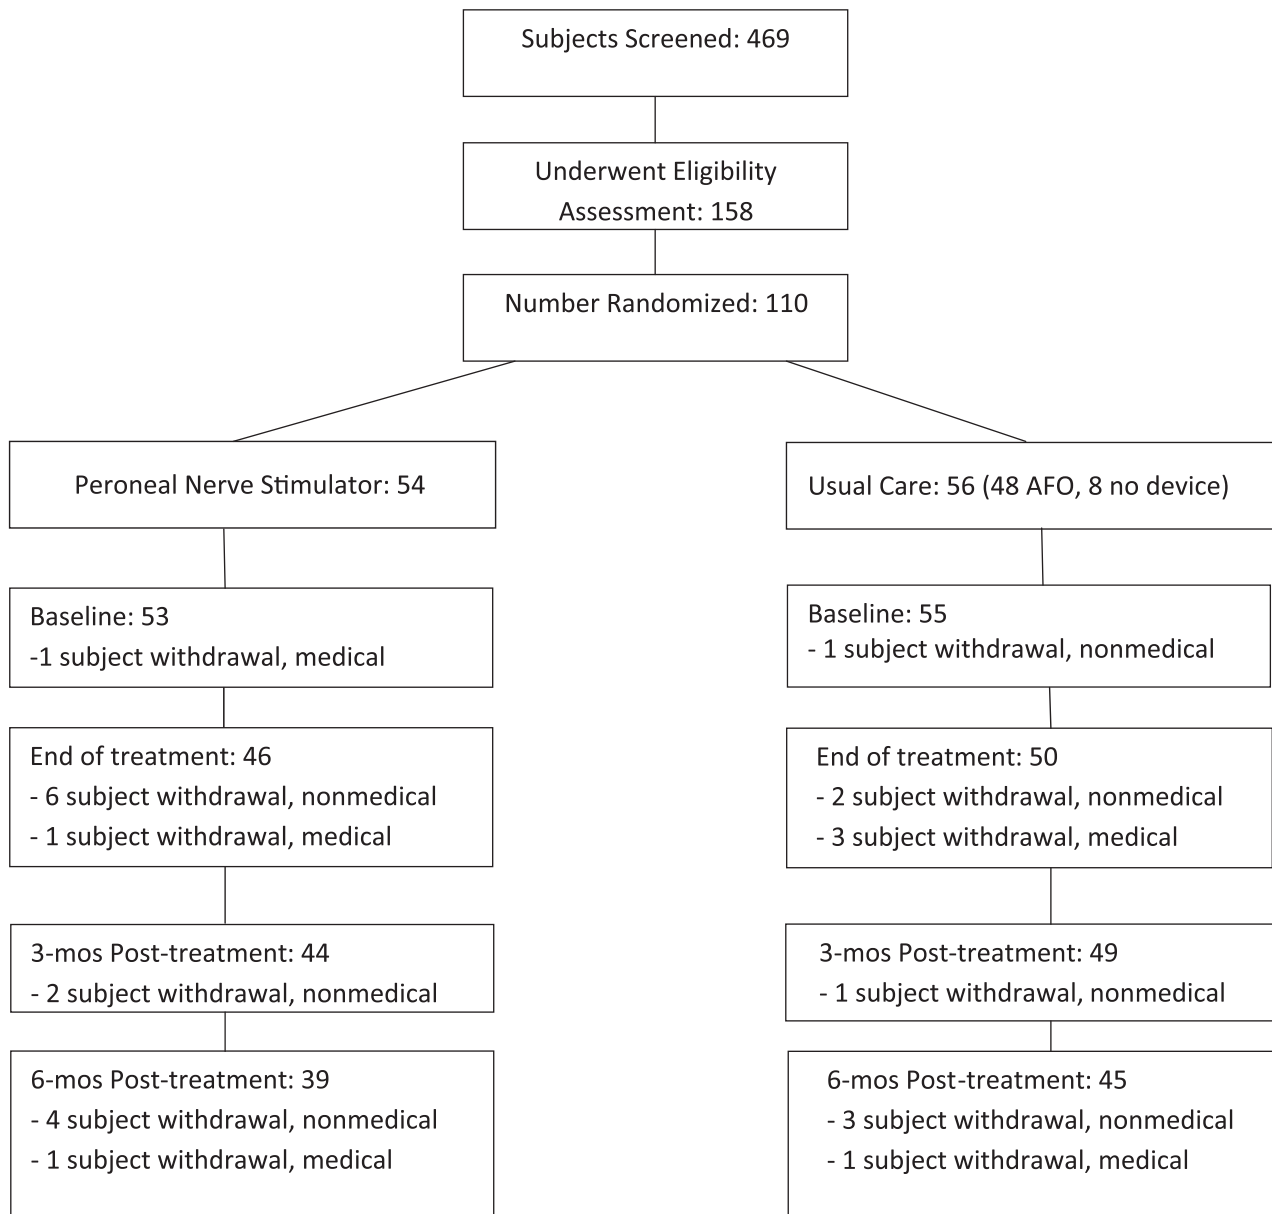 Subjects Screened: 469
Underwent Eligibility
Assessment: 158
Number Randomized: 110
Peroneal Nerve Stimulator: 54
Usual Care: 56 (48 AFO, 8 no device)
Baseline: 53
-1 subject withdrawal, medical
Baseline: 55
- 1 subject withdrawal, nonmedical
End of treatment: 46
- 6 subject withdrawal, nonmedical
- 1 subject withdrawal, medical
End of treatment: 50
- 2 subject withdrawal, nonmedical
- 3 subject withdrawal, medical
3-mos Post-treatment: 44
- 2 subject withdrawal, nonmedical
3-mos Post-treatment: 49
- 1 subject withdrawal, nonmedical
6-mos Post-treatment: 39
- 4 subject withdrawal, nonmedical
- 1 subject withdrawal, medical
6-mos Post-treatment: 45
- 3 subject withdrawal, nonmedical
- 1 subject withdrawal, medical